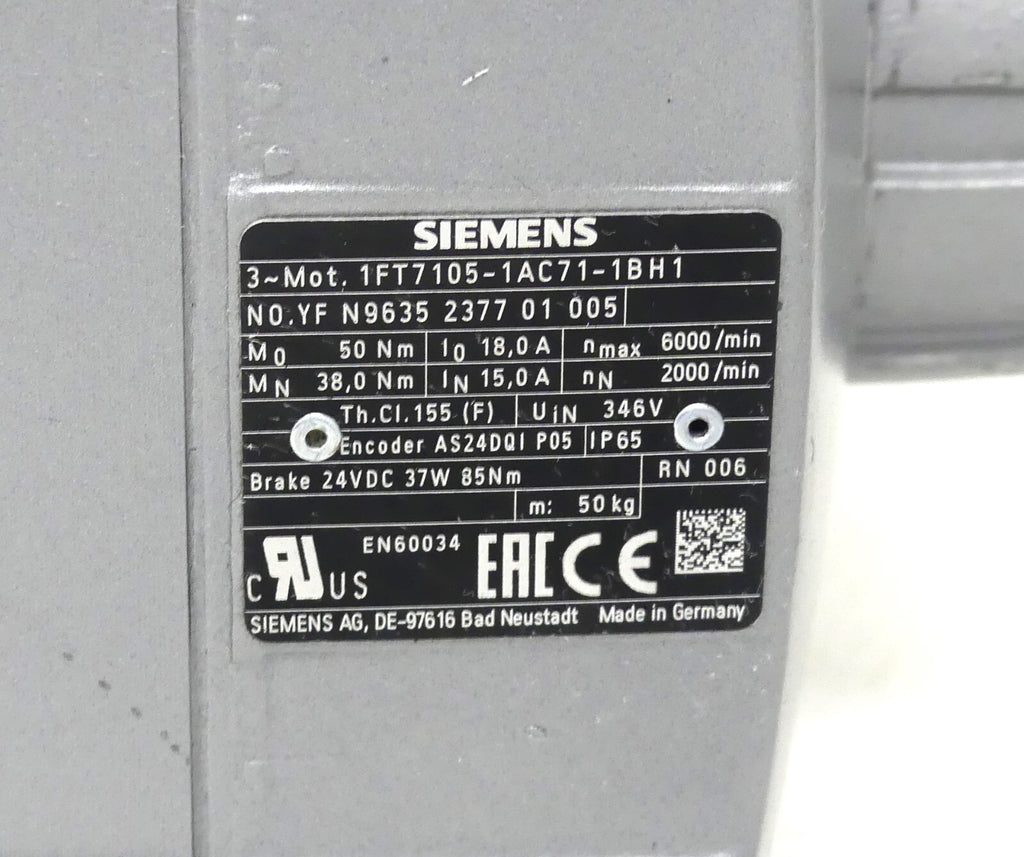 SIEMENS
3~Mot. 1FT7105-1AC71-1BH1
NO.YF N9635 2377 01 005
M0 50 Nm I0 18,0 A nmax 6000/min
MN 38,0 Nm IN 15,0 A nN 2000/min
Th.Cl.155 (F) UIN 346V
Encoder AS24DQI P05 IP65
Brake 24VDC 37W 85Nm RN 006
m: 50 kg
C RU US EN60034 EAC CE
SIEMENS AG, DE-97616 Bad Neustadt Made in Germany